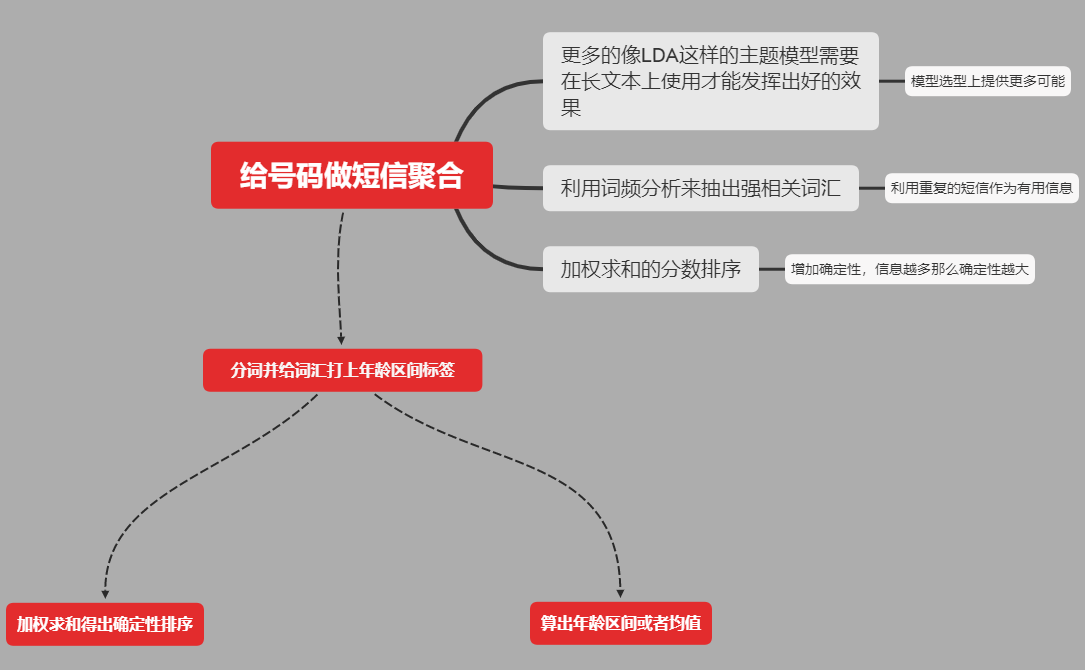 更多的像LDA这样的主题模型需要
在长文本上使用才能发挥出好的效
果
模型选型上提供更多可能
给号码做短信聚合
利用词频分析来抽出强相关词汇
利用重复的短信作为有用信息
加权求和的分数排序
增加确定性，信息越多那么确定性越大
分词并给词汇打上年龄区间标签
加权求和得出确定性排序
算出年龄区间或者均值